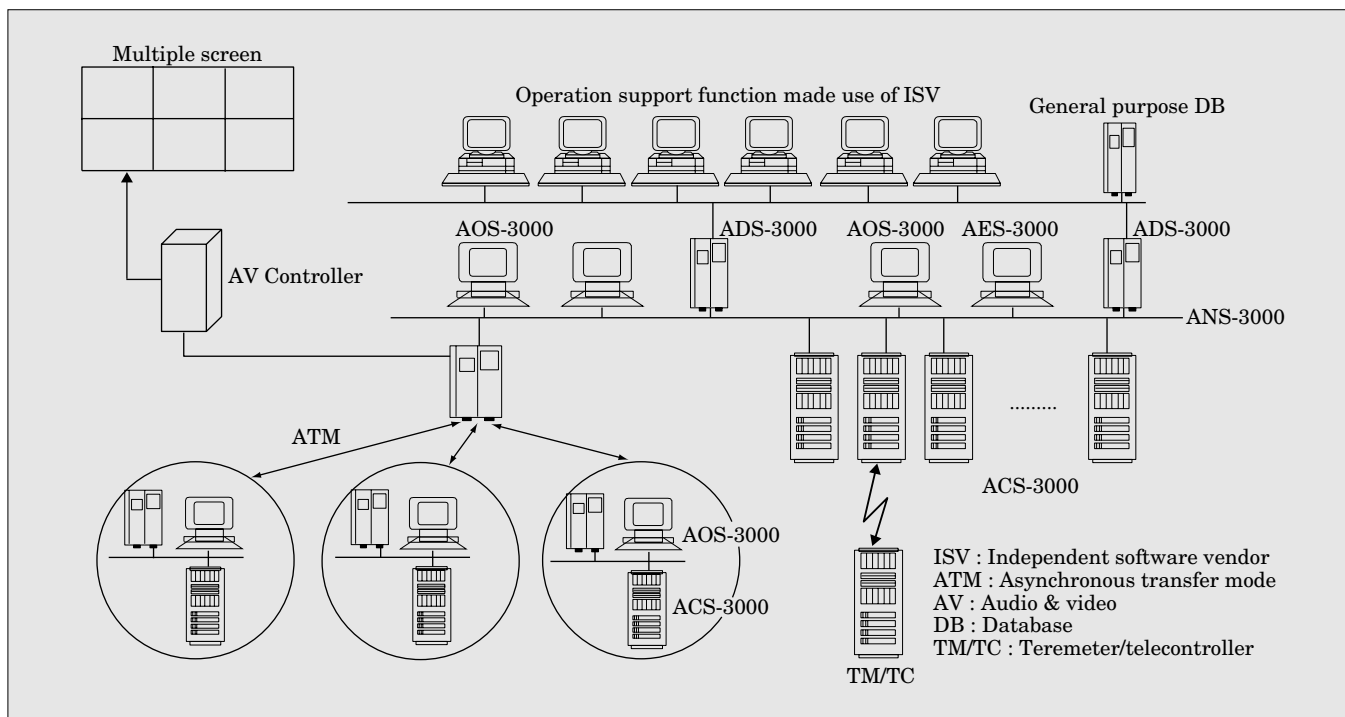 Multiple screen
Operation support function made use of ISV
General purpose DB
AOS-3000
ADS-3000
AOS-3000
AES-3000
ADS-3000
AV Controller
ANS-3000
ATM
.........
ACS-3000
AOS-3000
ACS-3000
TM/TC
ISV : Independent software vendor
ATM : Asynchronous transfer mode
AV : Audio & video
DB : Database
TM/TC : Teremeter/telecontroller